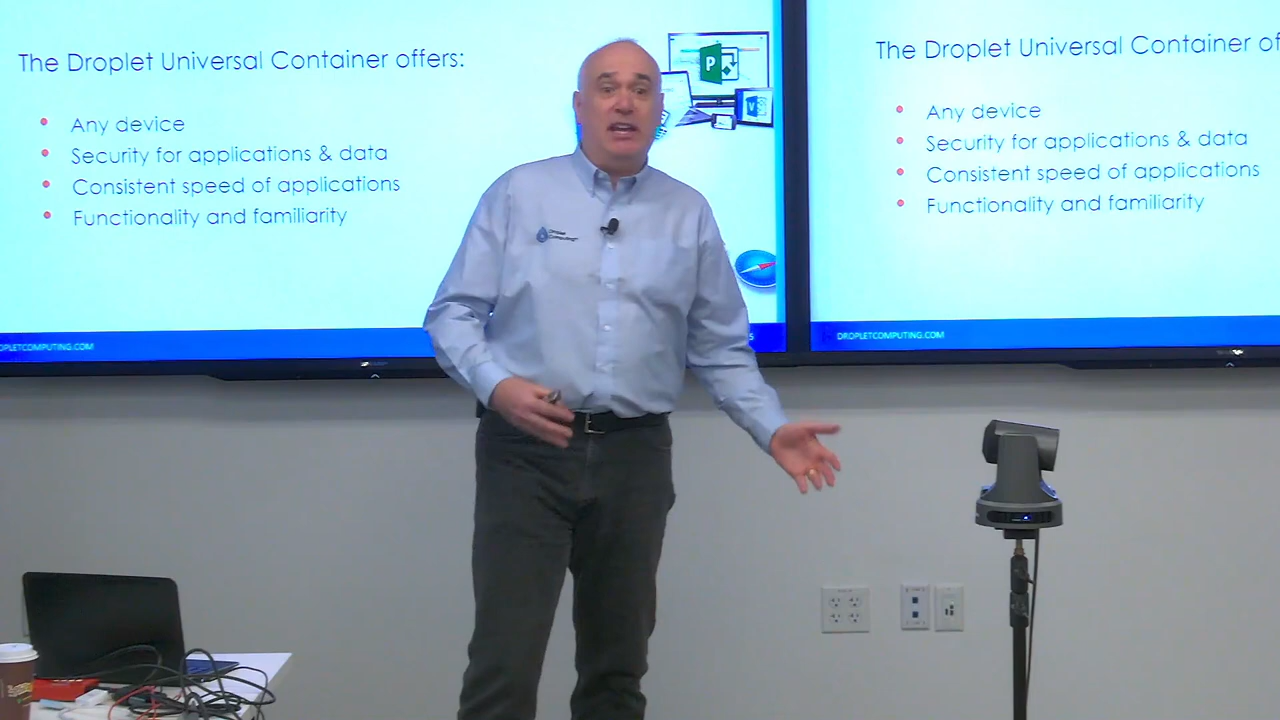 The Droplet Universal Container offers:
Any device
Security for applications & data
Consistent speed of applications
Functionality and familiarity
P
V
DROPLETCOMPUTING.COM
Droplet
Computing
The Droplet Universal Container of
Any device
Security for applications & data
Consistent speed of applications
Functionality and familiarity
DROPLETCOMPUTING.COM